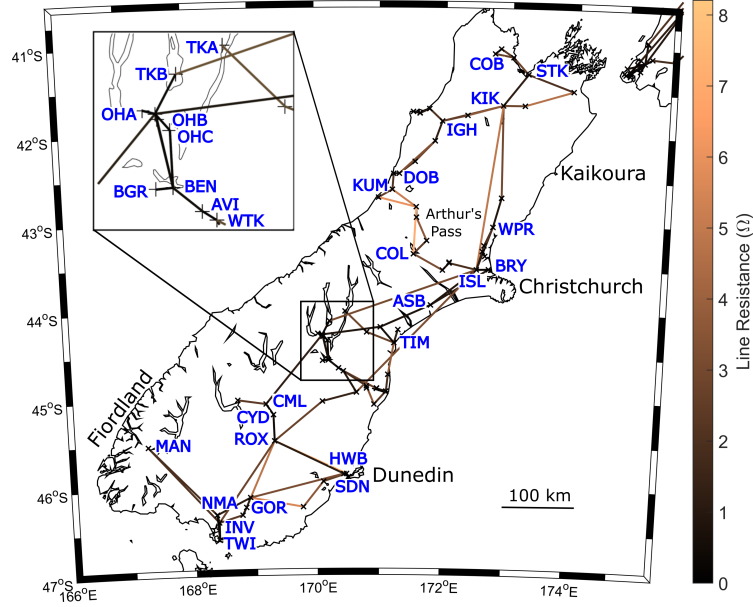 41°S
42°S
43°S
44°S
45°S
46°S
47°S
166°E
168°E
170°E
172°E
174°E
TKA
TKB
OHA
OHB
OHC
BGR
BEN
AVI
WTK
COB
STK
KIK
IGH
DOB
KUM
Kaikoura
Arthur's
Pass
WPR
COL
BRY
ISL
Christchurch
ASB
TIM
Fiordland
CML
CYD
ROX
MAN
HWB
Dunedin
SDN
NMA
GOR
INV
TWI
100 km
8
7
6
5
4
3
2
1
0
Line Resistance (Ω)